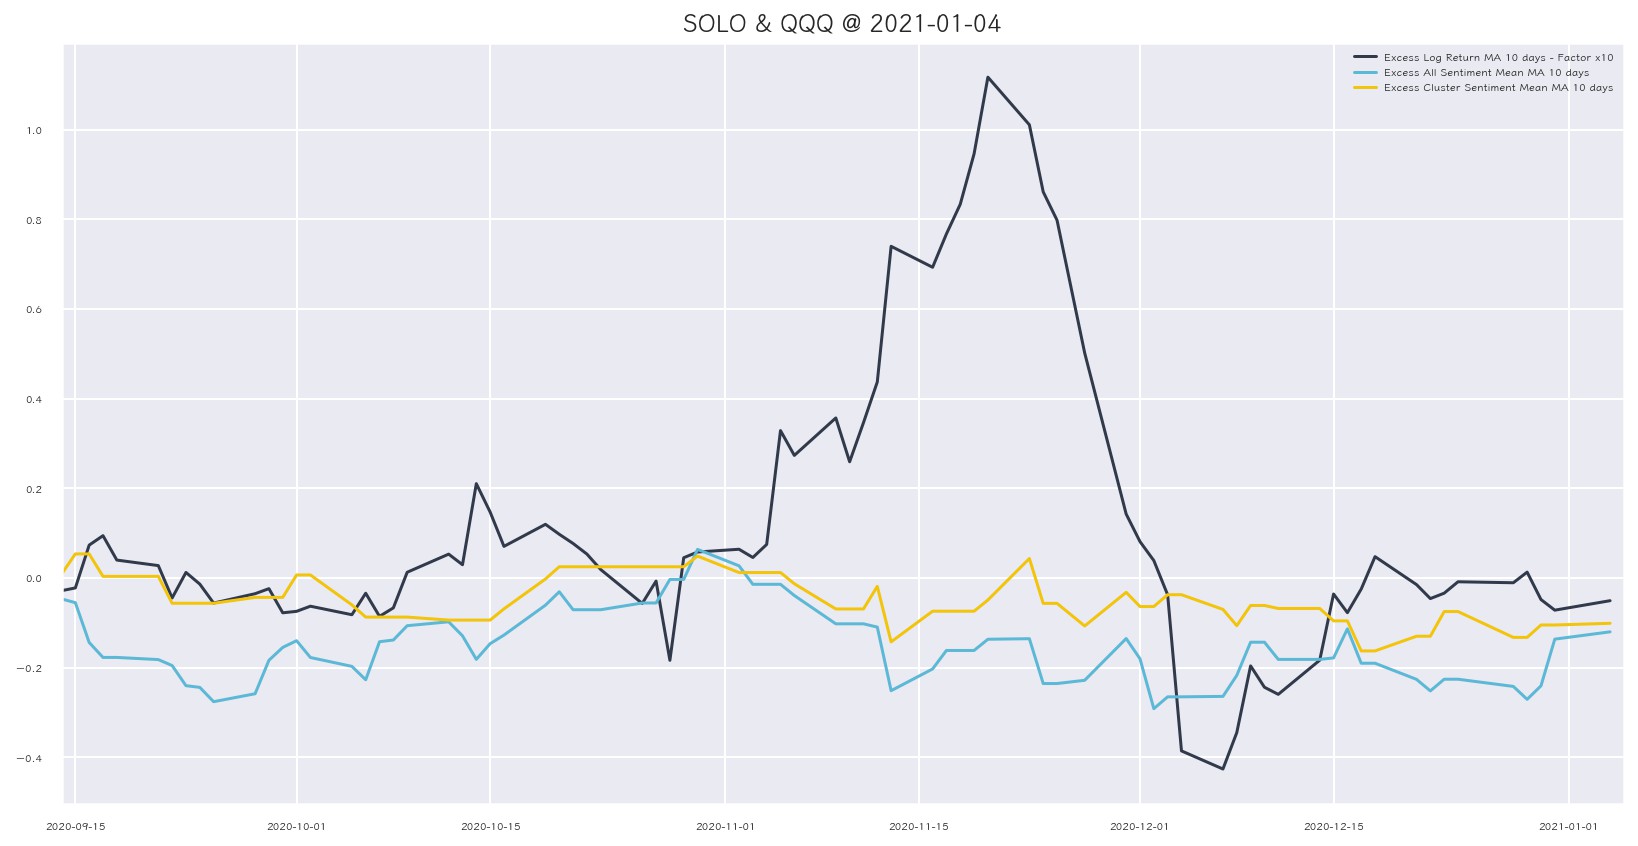 SOLO & QQQ @ 2021-01-04
Excess Log Return MA 10 days - Factor x10
Excess All Sentiment Mean MA 10 days
Excess Cluster Sentiment Mean MA 10 days
1.0
0.8
0.6
0.4
0.2
0.0
−0.2
−0.4
2020-09-15 2020-10-01 2020-10-15 2020-11-01 2020-11-15 2020-12-01 2020-12-15 2021-01-01